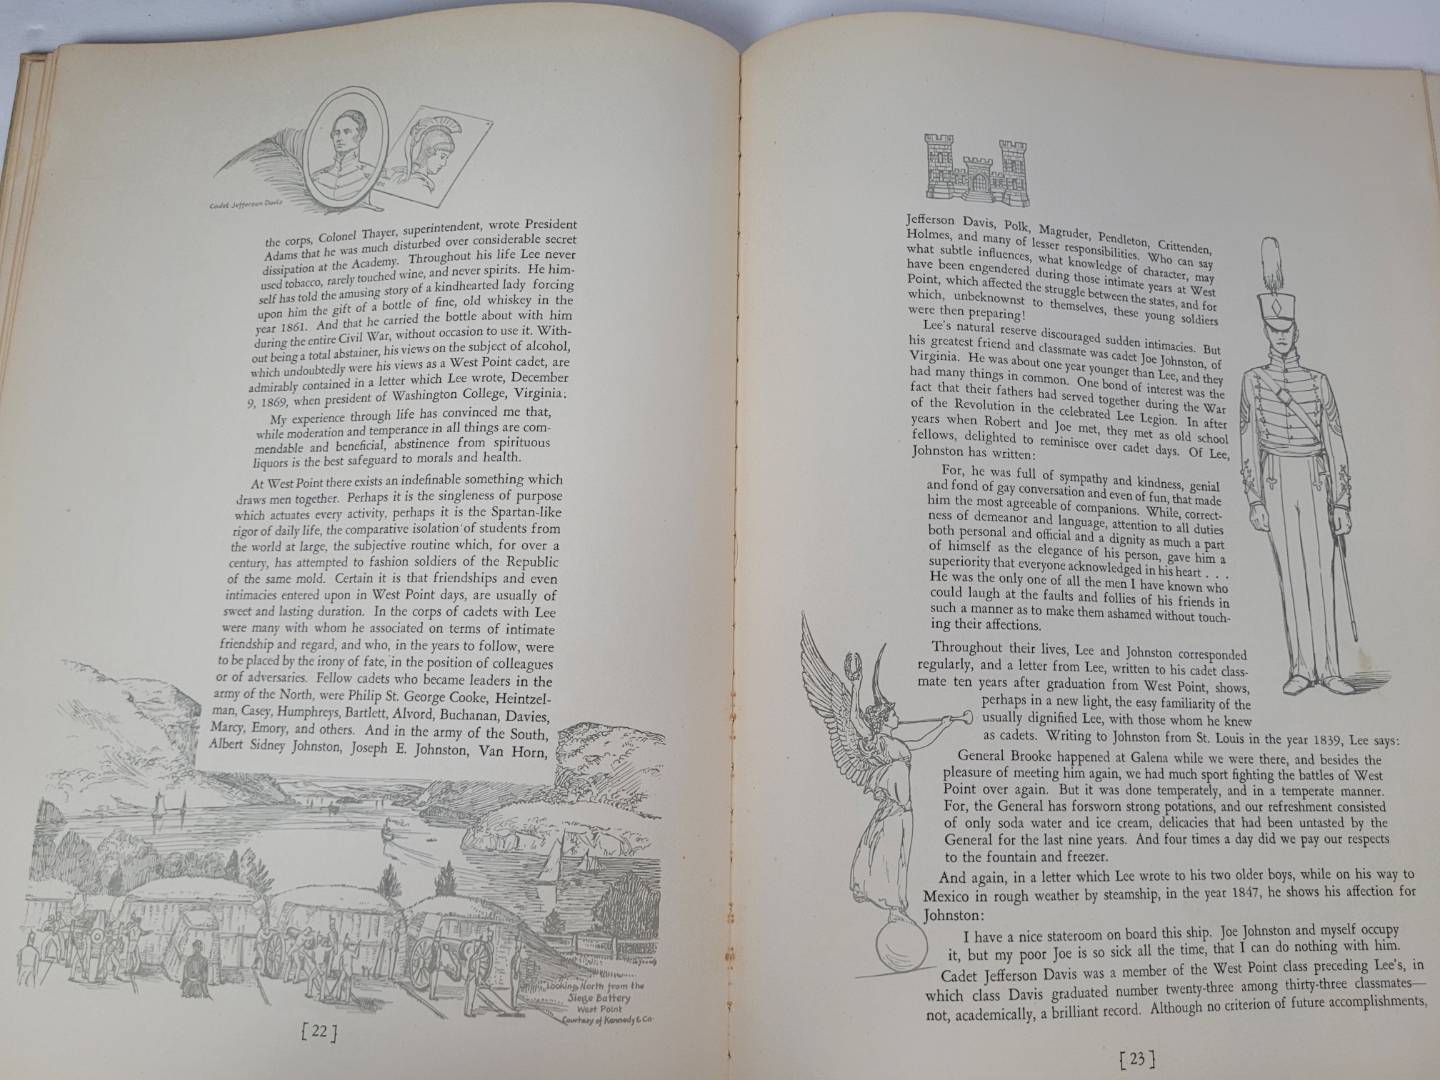 Cadet Jefferson Davis
the corps, Colonel Thayer, superintendent, wrote President
Adams that he was much disturbed over considerable secret
dissipation at the Academy. Throughout his life Lee never
used tobacco, rarely touched wine, and never spirits. He him-
self has told the amusing story of a kindhearted lady forcing
upon him the gift of a bottle of fine, old whiskey in the
year 1861. And that he carried the bottle about with him
during the entire Civil War, without occasion to use it. With-
out being a total abstainer, his views on the subject of alcohol,
which undoubtedly were his views as a West Point cadet, are
admirably contained in a letter which Lee wrote, December
9, 1869, when president of Washington College, Virginia:
My experience through life has convinced me that,
while moderation and temperance in all things are com-
mendable and beneficial, abstinence from spirituous
liquors is the best safeguard to morals and health.
At West Point there exists an indefinable something which
draws men together. Perhaps it is the singleness of purpose
which actuates every activity, perhaps it is the Spartan-like
rigor of daily life, the comparative isolation of students from
the world at large, the subjective routine which, for over a
century, has attempted to fashion soldiers of the Republic
of the same mold. Certain it is that friendships and even
intimacies entered upon in West Point days, are usually of
sweet and lasting duration. In the corps of cadets with Lee
were many with whom he associated on terms of intimate
friendship and regard, and who, in the years to follow, were
to be placed by the irony of fate, in the position of colleagues
or of adversaries. Fellow cadets who became leaders in the
army of the North, were Philip St. George Cooke, Heintzel-
man, Casey, Humphreys, Bartlett, Alvord, Buchanan, Davies,
Marcy, Emory, and others. And in the army of the South,
Albert Sidney Johnston, Joseph E. Johnston, Van Horn,
Looking North from the
Siege Battery
West Point
Courtesy of Kennedy & Co
[ 22 ]
Jefferson Davis, Polk, Magruder, Pendleton, Crittenden,
Holmes, and many of lesser responsibilities. Who can say
what subtle influences, what knowledge of character, may
have been engendered during those intimate years at West
Point, which affected the struggle between the states, and for
which, unbeknownst to themselves, these young soldiers
were then preparing!
Lee's natural reserve discouraged sudden intimacies. But
his greatest friend and classmate was cadet Joe Johnston, of
Virginia. He was about one year younger than Lee, and they
had many things in common. One bond of interest was the
fact that their fathers had served together during the War
of the Revolution in the celebrated Lee Legion. In after
years when Robert and Joe met, they met as old school
fellows, delighted to reminisce over cadet days. Of Lee,
Johnston has written:
For, he was full of sympathy and kindness, genial
and fond of gay conversation and even of fun, that made
him the most agreeable of companions. While, correct-
ness of demeanor and language, attention to all duties
both personal and official and a dignity as much a part
of himself as the elegance of his person, gave him a
superiority that everyone acknowledged in his heart . . .
He was the only one of all the men I have known who
could laugh at the faults and follies of his friends in
such a manner as to make them ashamed without touch-
ing their affections.
Throughout their lives, Lee and Johnston corresponded
regularly, and a letter from Lee, written to his cadet class-
mate ten years after graduation from West Point, shows,
perhaps in a new light, the easy familiarity of the
usually dignified Lee, with those whom he knew
as cadets. Writing to Johnston from St. Louis in the year 1839, Lee says:
General Brooke happened at Galena while we were there, and besides the
pleasure of meeting him again, we had much sport fighting the battles of West
Point over again. But it was done temperately, and in a temperate manner.
For, the General has forsworn strong potations, and our refreshment consisted
of only soda water and ice cream, delicacies that had been untasted by the
General for the last nine years. And four times a day did we pay our respects
to the fountain and freezer.
And again, in a letter which Lee wrote to his two older boys, while on his way to
Mexico in rough weather by steamship, in the year 1847, he shows his affection for
Johnston:
I have a nice stateroom on board this ship. Joe Johnston and myself occupy
it, but my poor Joe is so sick all the time, that I can do nothing with him.
Cadet Jefferson Davis was a member of the West Point class preceding Lee's, in
which class Davis graduated number twenty-three among thirty-three classmates—
not, academically, a brilliant record. Although no criterion of future accomplishments,
[ 23 ]